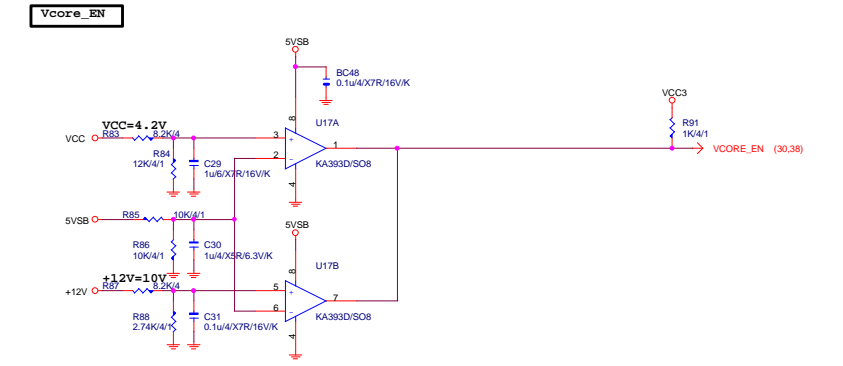 Vcore_EN
5VSB
BC48
0.1u/4/X7R/16V/K
VCC3
8
U17A
R91
1K/4/1
VCC=4.2V
VCC
R83
8.2K/4
3
+
1
VCORE_EN (30,38)
R84
12K/4/1
2
-
C29
1u/6/X7R/16V/K
KA393D/SO8
4
5VSB
R85
10K/4/1
5VSB
R86
10K/4/1
C30
1u/4/X5R/6.3V/K
8
U17B
+12V=10V
+12V
R87
8.2K/4
5
+
7
6
-
R88
2.74K/4/1
C31
0.1u/4/X7R/16V/K
KA393D/SO8
4